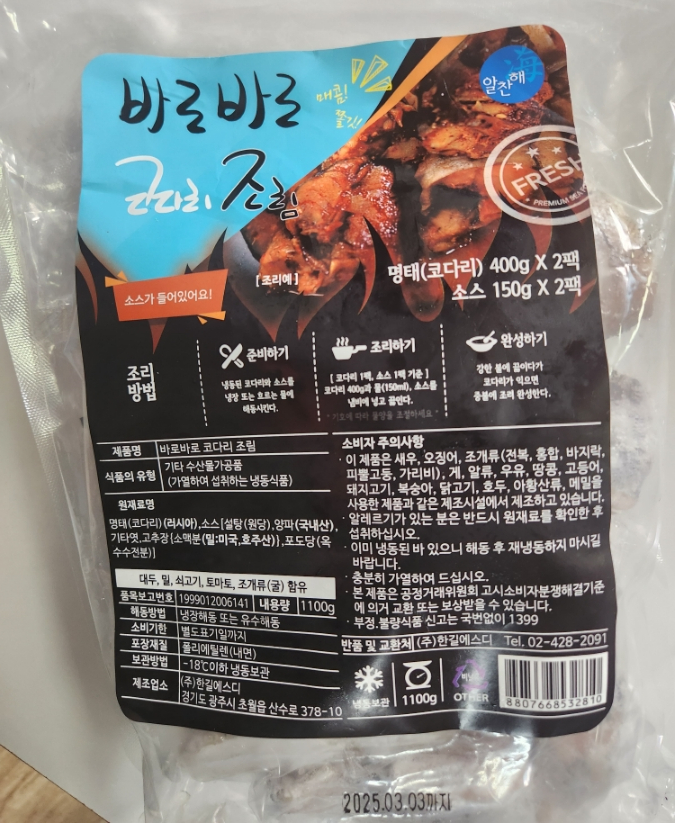 바로바로
매콤!
쫄깃!
알찬해
海
코다리 조림
FRESH
PREMIUM
[조리예]
명태(코다리) 400g X 2팩
소스 150g X 2팩
소스가 들어있어요!
조리
방법
준비하기
냉동된 코다리와 소스를
냉장 또는 흐르는 물에
해동시킨다.
조리하기
[ 코다리 1팩, 소스 1팩 기준 ]
코다리 400g과 물(150ml), 소스를
냄비에 넣고 끓인다.
* 기호에 따라 물양을 조절하세요 *
완성하기
강한 불에 끓이다가
코다리가 익으면
중불에 조려 완성한다.
제품명 바로바로 코다리 조림
식품의 유형 기타 수산물가공품
(가열하여 섭취하는 냉동식품)
원재료명
명태(코다리)(러시아),소스[설탕(원당),양파(국내산),
기타엿,고추장{소맥분(밀:미국,호주산)},포도당(옥
수수전분)]
대두, 밀, 쇠고기, 토마토, 조개류(굴) 함유
품목보고번호 1999012006141 내용량 1100g
해동방법 냉장해동 또는 유수해동
소비기한 별도표기일까지
포장재질 폴리에틸렌(내면)
보관방법 -18℃이하 냉동보관
제조업소 (주)한길에스디
경기도 광주시 초월읍 산수로 378-10
소비자 주의사항
· 이 제품은 새우, 오징어, 조개류(전복, 홍합, 바지락,
피뿔고둥, 가리비), 게, 알류, 우유, 땅콩, 고등어,
돼지고기, 복숭아, 닭고기, 호두, 아황산류, 메밀을
사용한 제품과 같은 제조시설에서 제조하고 있습니다.
· 알레르기가 있는 분은 반드시 원재료를 확인한 후
섭취하십시오.
· 이미 냉동된 바 있으니 해동 후 재냉동하지 마시길
바랍니다.
· 충분히 가열하여 드십시오.
· 본 제품은 공정거래위원회 고시소비자분쟁해결기준
에 의거 교환 또는 보상받을 수 있습니다.
· 부정.불량식품 신고는 국번없이 1399
반품 및 교환처 (주)한길에스디 Tel. 02-428-2091
냉동보관
1100g
OTHER
8807668532810
2025.03.03까지